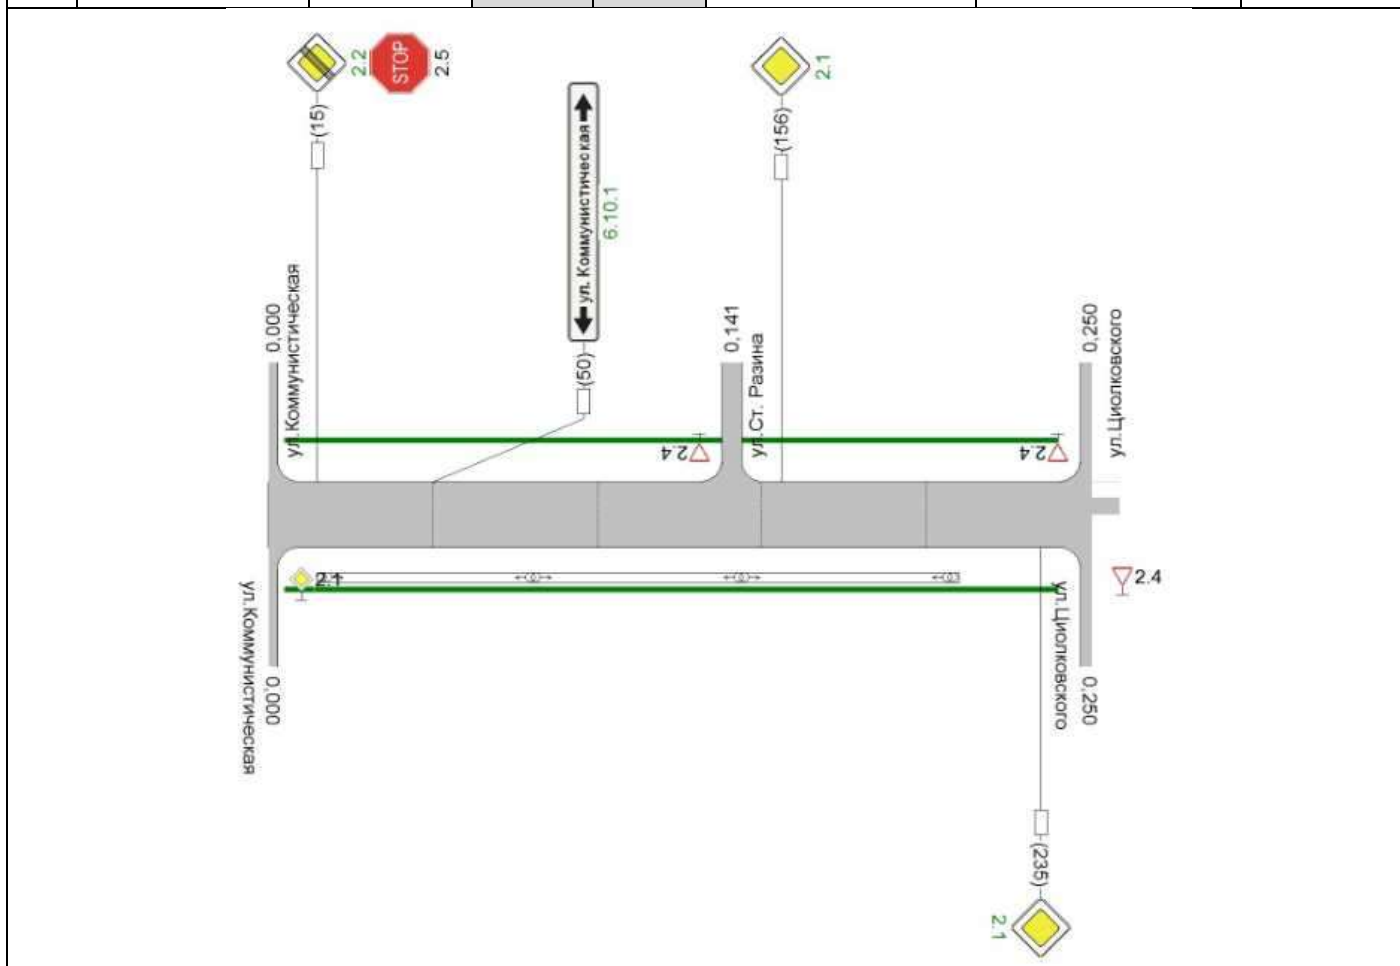 2.2
STOP
2.5
(15)
ул. Коммунистическая
6.10.1
(50)
2.1
(156)
0,000
ул.Коммунистическая
0,141
ул.Ст. Разина
0,250
ул.Циолковского
2.4
2.4
2.1
2.4
ул.Коммунистическая
0,000
ул.Циолковского
0,250
(235)
2.1